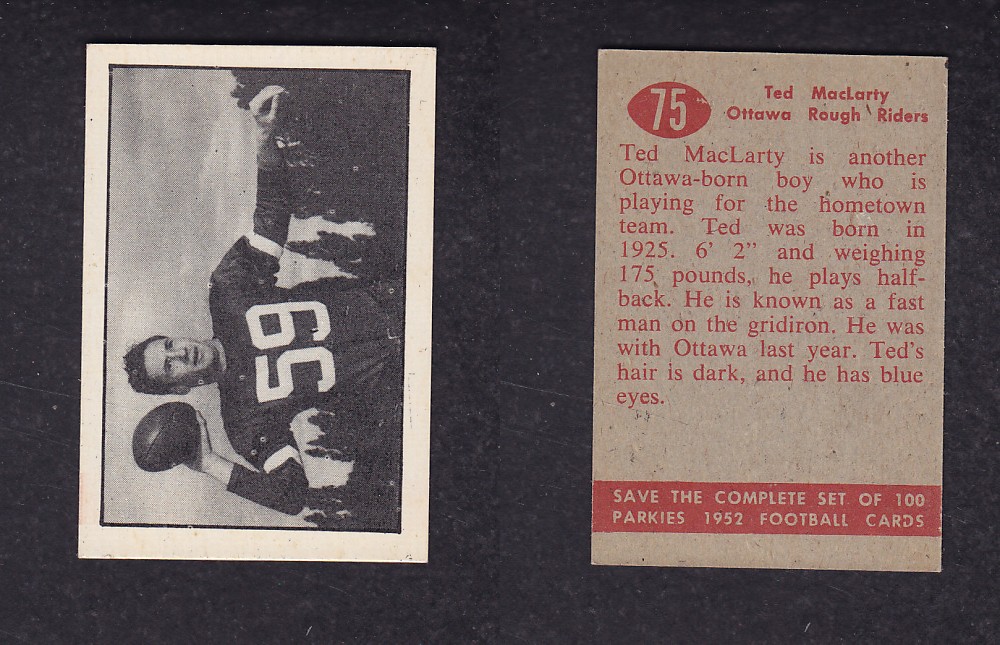 59
75
Ted MacLarty
Ottawa Rough Riders
Ted MacLarty is another
Ottawa-born boy who is
playing for the hometown
team. Ted was born in
1925. 6' 2" and weighing
175 pounds, he plays half-
back. He is known as a fast
man on the gridiron. He was
with Ottawa last year. Ted's
hair is dark, and he has blue
eyes.
SAVE THE COMPLETE SET OF 100
PARKIES 1952 FOOTBALL CARDS